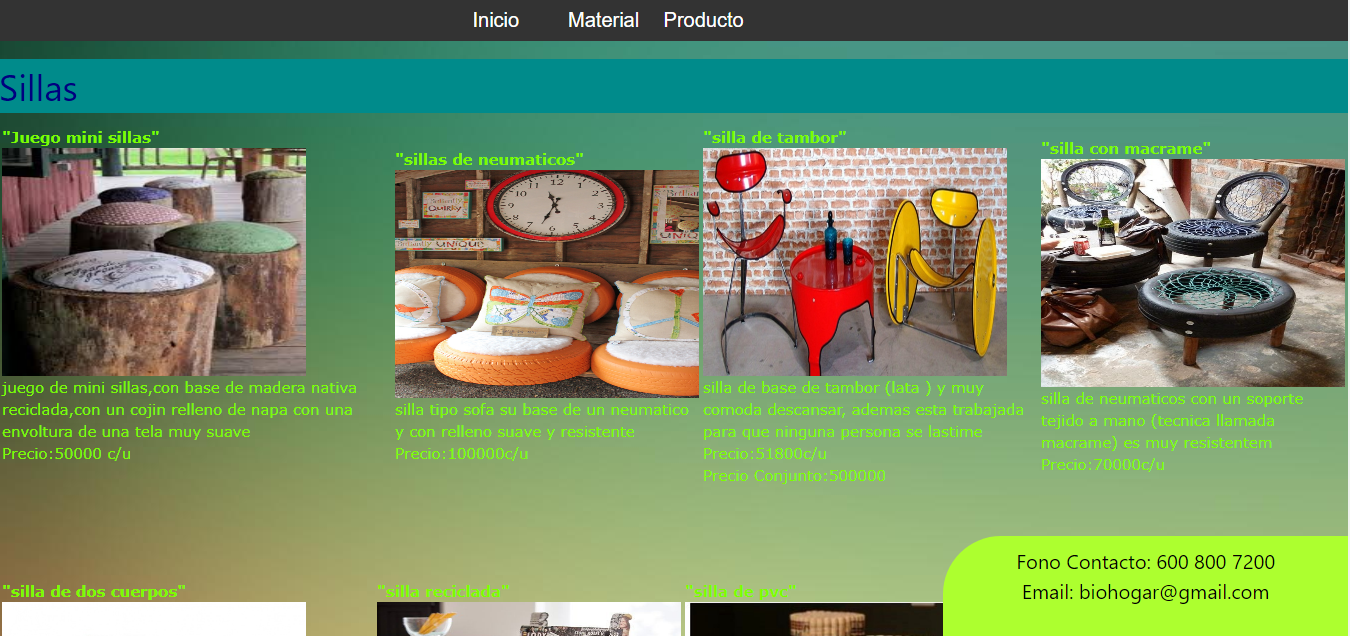 Inicio Material Producto
Sillas
"Juego mini sillas"
juego de mini sillas,con base de madera nativa
reciclada,con un cojin relleno de napa con una
envoltura de una tela muy suave
Precio:50000 c/u
"sillas de neumaticos"
UNIQUE
silla tipo sofa su base de un neumatico
y con relleno suave y resistente
Precio:100000c/u
"silla de tambor"
silla de base de tambor (lata ) y muy
comoda descansar, ademas esta trabajada
para que ninguna persona se lastime
Precio:51800c/u
Precio Conjunto:500000
"silla con macrame"
silla de neumaticos con un soporte
tejido a mano (tecnica llamada
macrame) es muy resistentem
Precio:70000c/u
"silla de dos cuerpos"
"silla reciclada"
"silla de pvc"
Fono Contacto: 600 800 7200
Email: biohogar@gmail.com